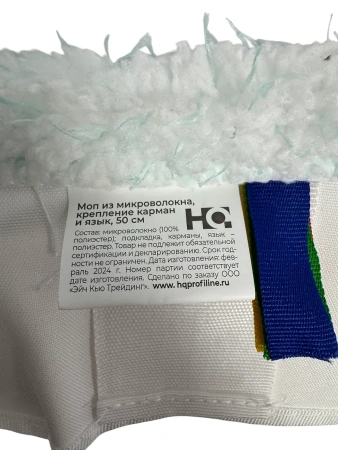 Моп из микроволокна,
крепление карман
и язык, 50 см
HQ
Состав: микроволокно (100%
полиэстер); подкладка, карманы, язык –
полиэстер. Товар не подлежит обязательной
сертификации и декларированию. Срок год-
ности не ограничен. Дата изготовления: фев-
раль 2024 г. Номер партии соответствует
дате изготовления. Сделано по заказу ООО
«Эйч Кью Трейдинг». www.hqprofiline.ru